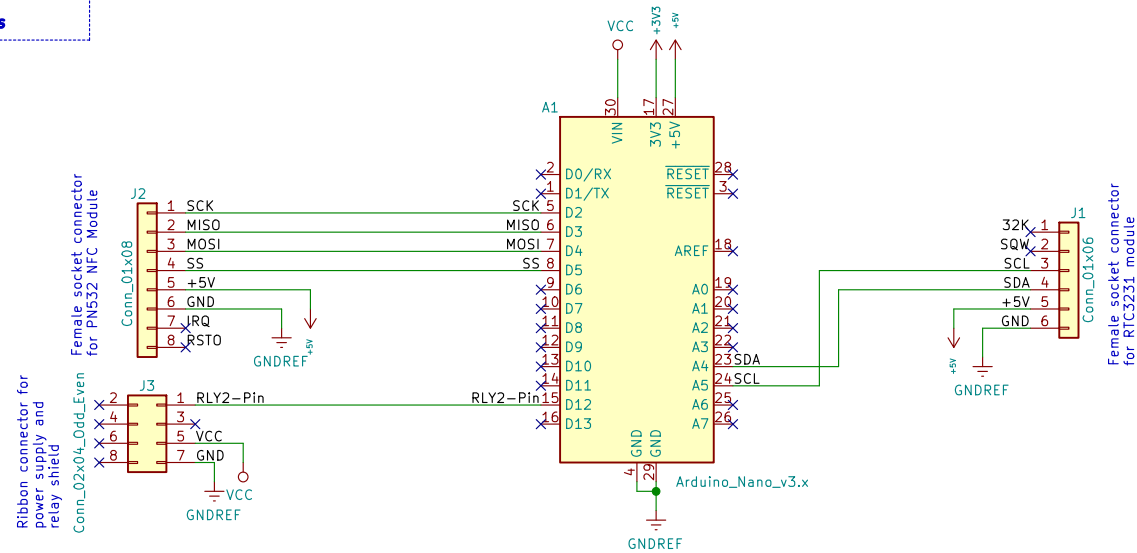 s
VCC
+3V3
+5V
A1
30
17
27
VIN
3V3
+5V
2 D0/RX
1 D1/TX
SCK 5 D2
MISO 6 D3
MOSI 7 D4
SS 8 D5
9 D6
10 D7
11 D8
12 D9
13 D10
14 D11
RLY2-Pin 15 D12
16 D13
RESET 28
RESET 3
AREF 18
A0 19
A1 20
A2 21
A3 22
A4 23 SDA
A5 24 SCL
A6 25
A7 26
GND
GND
4
29
Arduino_Nano_v3.x
GNDREF
Female socket connector
for PN532 NFC Module
Conn_01x08
J2
1 SCK
2 MISO
3 MOSI
4 SS
5 +5V
6 GND
7 IRQ
8 RSTO
GNDREF
+5V
Ribbon connector for
power supply and
relay shield
Conn_02x04_Odd_Even
J3
2 1 RLY2-Pin
4 3
6 5 VCC
8 7 GND
VCC
GNDREF
J1
32K 1
SQW 2
SCL 3
SDA 4
+5V 5
GND 6
Conn_01x06
Female socket connector
for RTC3231 module
+5V
GNDREF